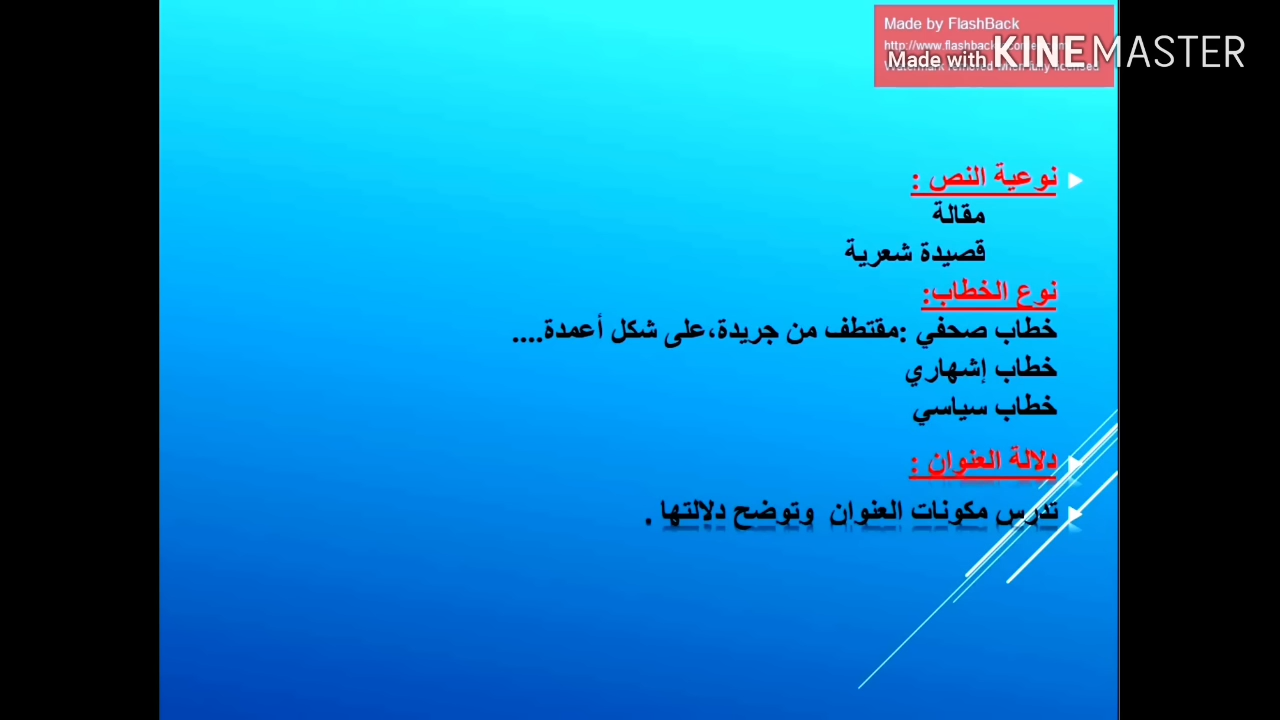 Made by FlashBack
Made with KINEMASTER
نوعية النص :
مقالة
قصيدة شعرية
نوع الخطاب:
خطاب صحفي :مقتطف من جريدة،على شكل أعمدة....
خطاب إشهاري
خطاب سياسي
دلالة العنوان :
تدرس مكونات العنوان وتوضح دلالتها .